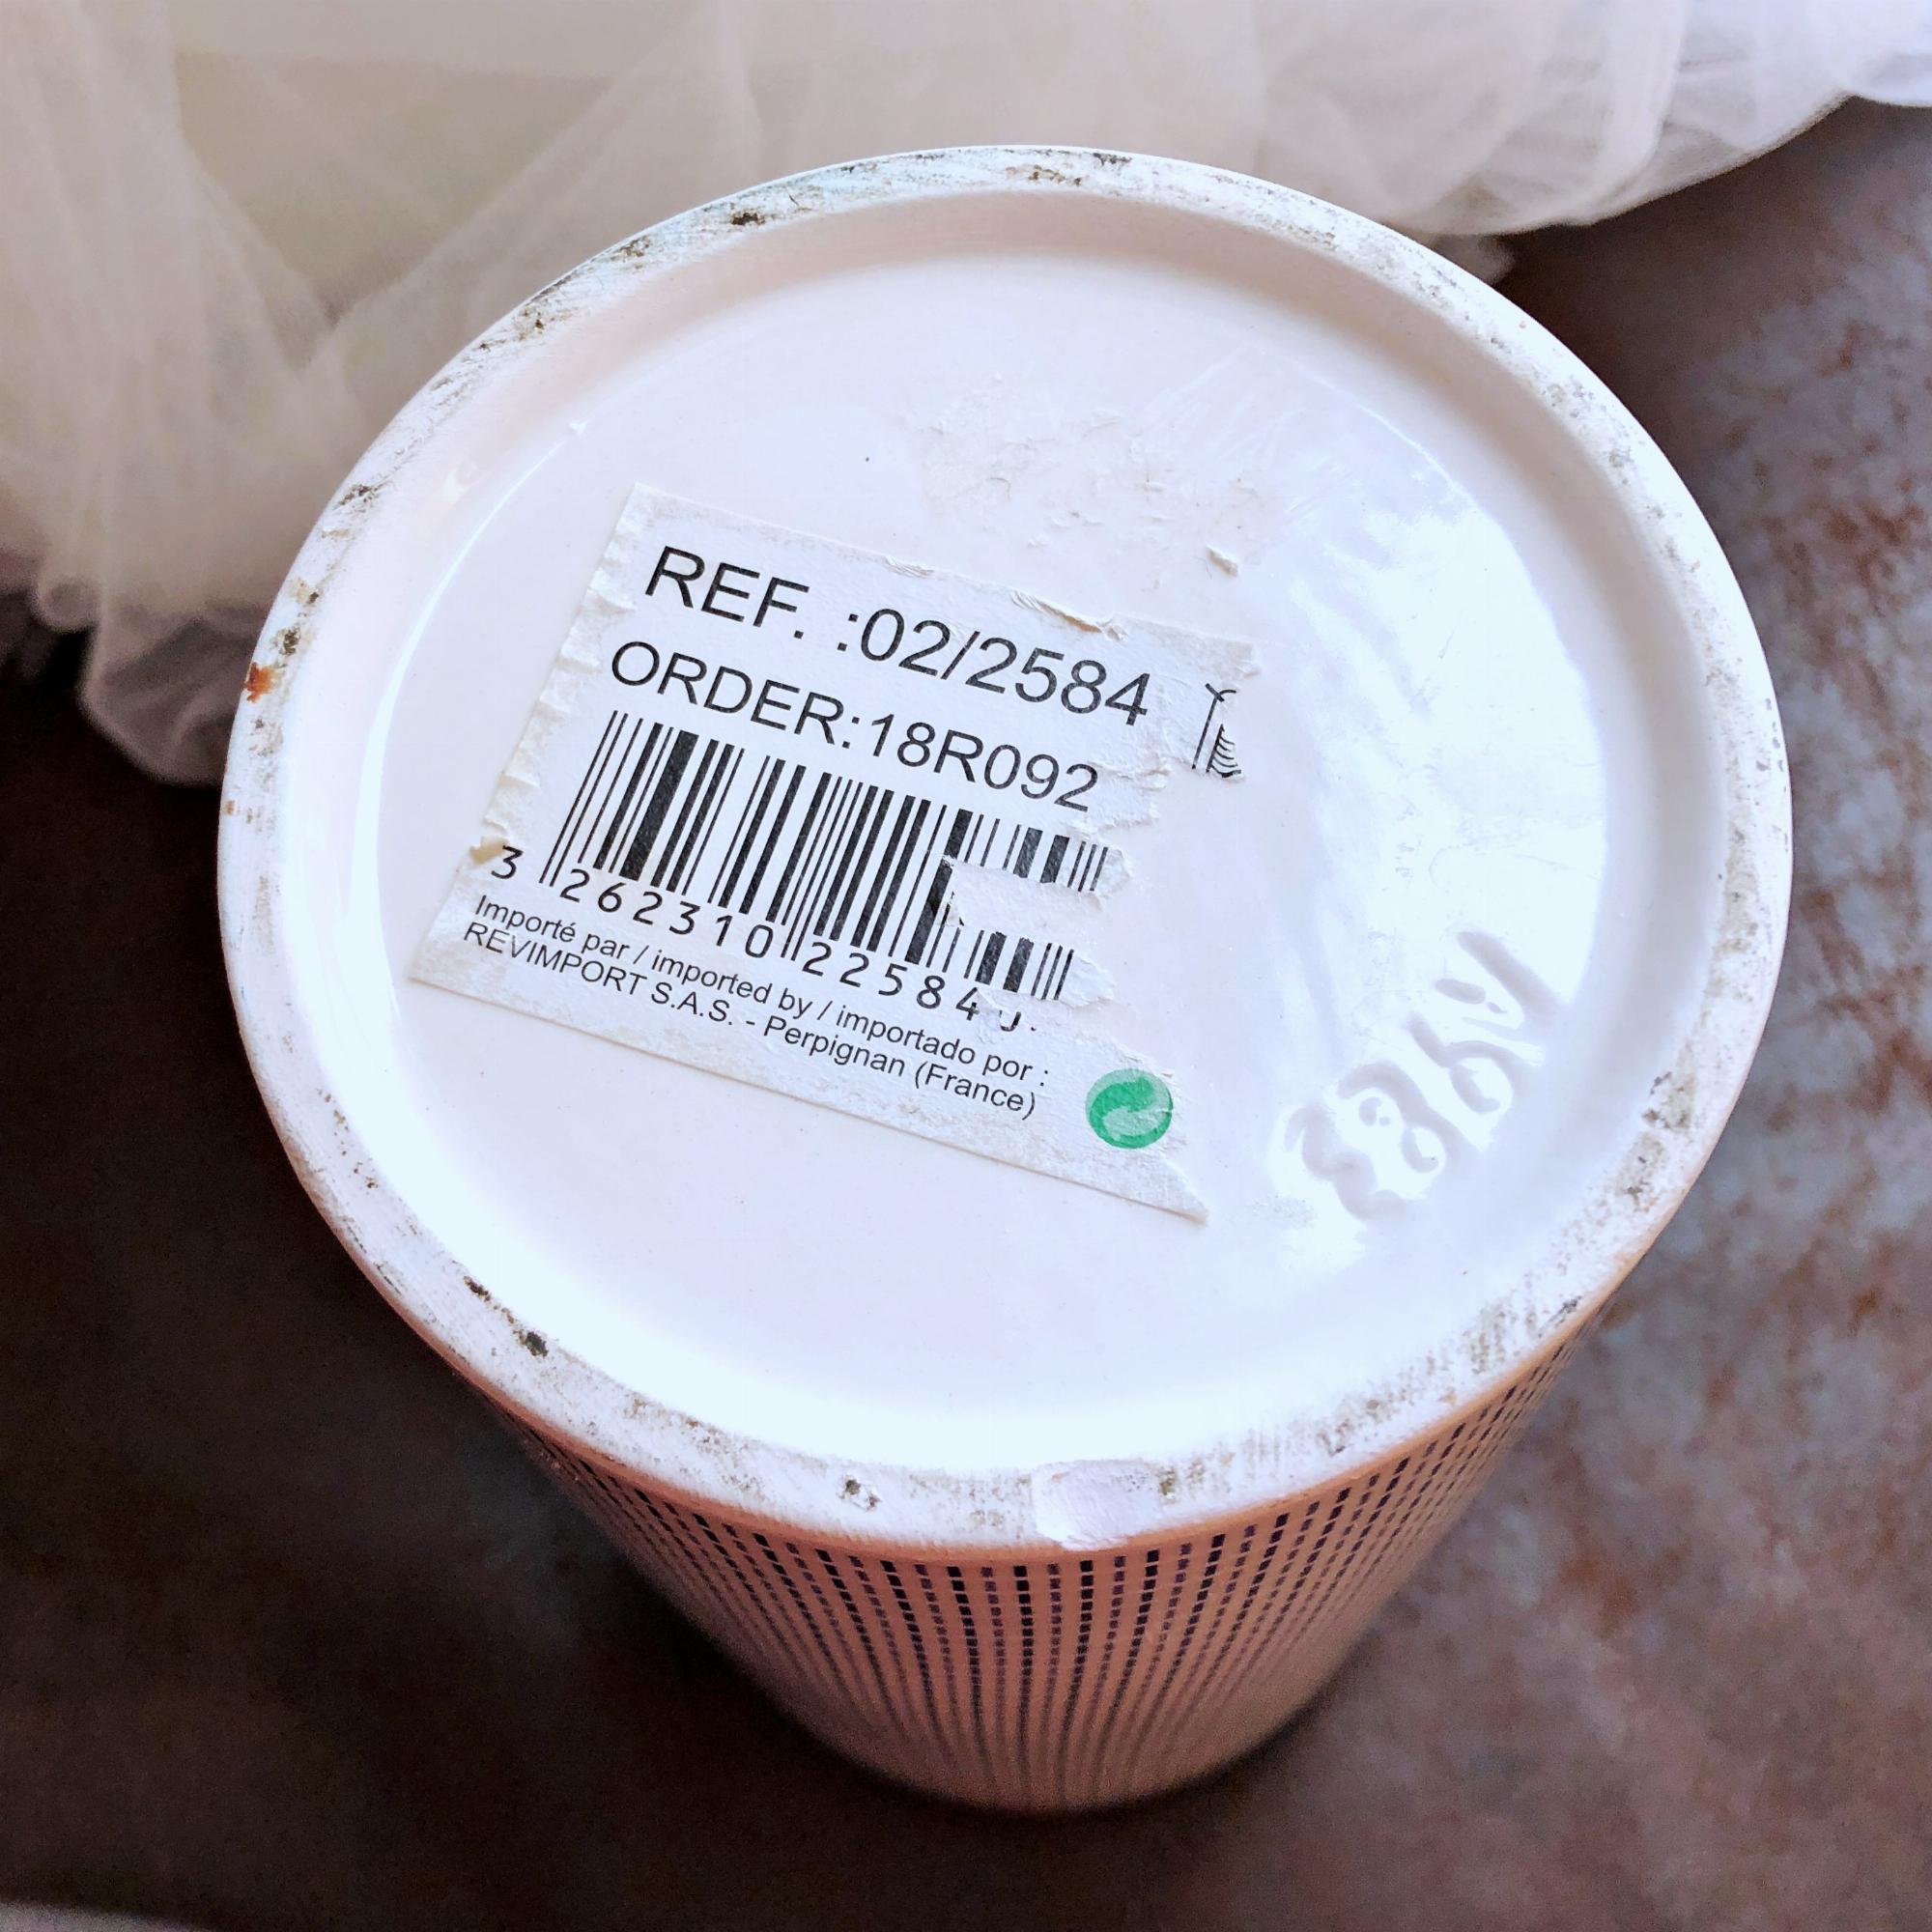 REF. :02/2584
ORDER:18R092
3 262310 22584
Importé par / imported by / importado por :
REVIMPORT S.A.S. - Perpignan (France)